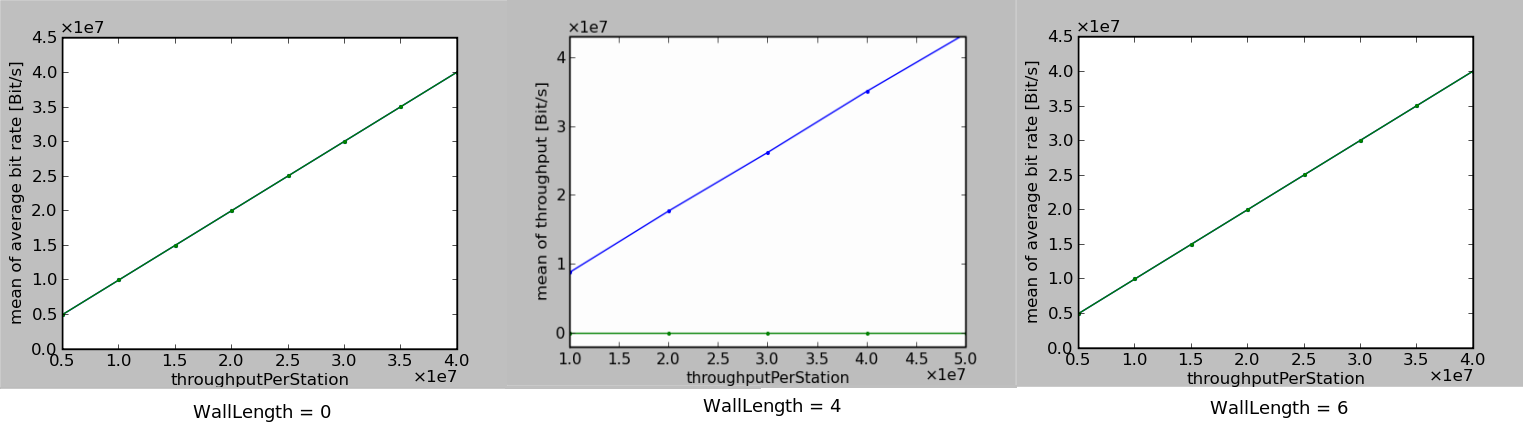 ×1e7
4.5
4.0
3.5
3.0
2.5
2.0
1.5
1.0
0.5
0.0
mean of average bit rate [Bit/s]
0.5 1.0 1.5 2.0 2.5 3.0 3.5 4.0
throughputPerStation ×1e7
WallLength = 0
×1e7
4
3
2
1
0
mean of throughput [Bit/s]
1.0 1.5 2.0 2.5 3.0 3.5 4.0 4.5 5.0
throughputPerStation ×1e7
WallLength = 4
×1e7
4.5
4.0
3.5
3.0
2.5
2.0
1.5
1.0
0.5
0.0
mean of average bit rate [Bit/s]
0.5 1.0 1.5 2.0 2.5 3.0 3.5 4.0
throughputPerStation ×1e7
WallLength = 6